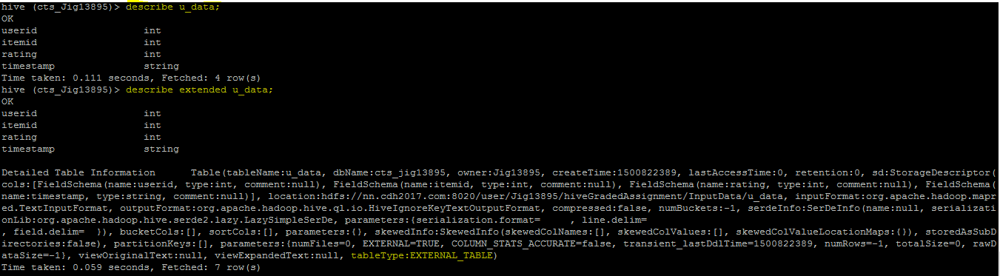 hive (cts_Jig13895)> describe u_data;
OK
userid                  int
itemid                  int
rating                  int
timestamp               string
Time taken: 0.111 seconds, Fetched: 4 row(s)
hive (cts_Jig13895)> describe extended u_data;
OK
userid                  int
itemid                  int
rating                  int
timestamp               string
Detailed Table Information      Table(tableName:u_data, dbName:cts_jig13895, owner:Jig13895, createTime:1500822389, lastAccessTime:0, retention:0, sd:StorageDescriptor(
cols:[FieldSchema(name:userid, type:int, comment:null), FieldSchema(name:itemid, type:int, comment:null), FieldSchema(name:rating, type:int, comment:null), FieldSchema(
name:timestamp, type:string, comment:null)], location:hdfs://nn.cdh2017.com:8020/user/Jig13895/hiveGradedAssignment/InputData/u_data, inputFormat:org.apache.hadoop.mapr
ed.TextInputFormat, outputFormat:org.apache.hadoop.hive.ql.io.HiveIgnoreKeyTextOutputFormat, compressed:false, numBuckets:-1, serdeInfo:SerDeInfo(name:null, serializati
onLib:org.apache.hadoop.hive.serde2.lazy.LazySimpleSerDe, parameters:{serialization.format=     , line.delim=
, field.delim=  }), bucketCols:[], sortCols:[], parameters:{}, skewedInfo:SkewedInfo(skewedColNames:[], skewedColValues:[], skewedColValueLocationMaps:{}), storedAsSubD
irectories:false), partitionKeys:[], parameters:{numFiles=0, EXTERNAL=TRUE, COLUMN_STATS_ACCURATE=false, transient_lastDdlTime=1500822389, numRows=-1, totalSize=0, rawD
ataSize=-1}, viewOriginalText:null, viewExpandedText:null, tableType:EXTERNAL_TABLE)
Time taken: 0.059 seconds, Fetched: 7 row(s)